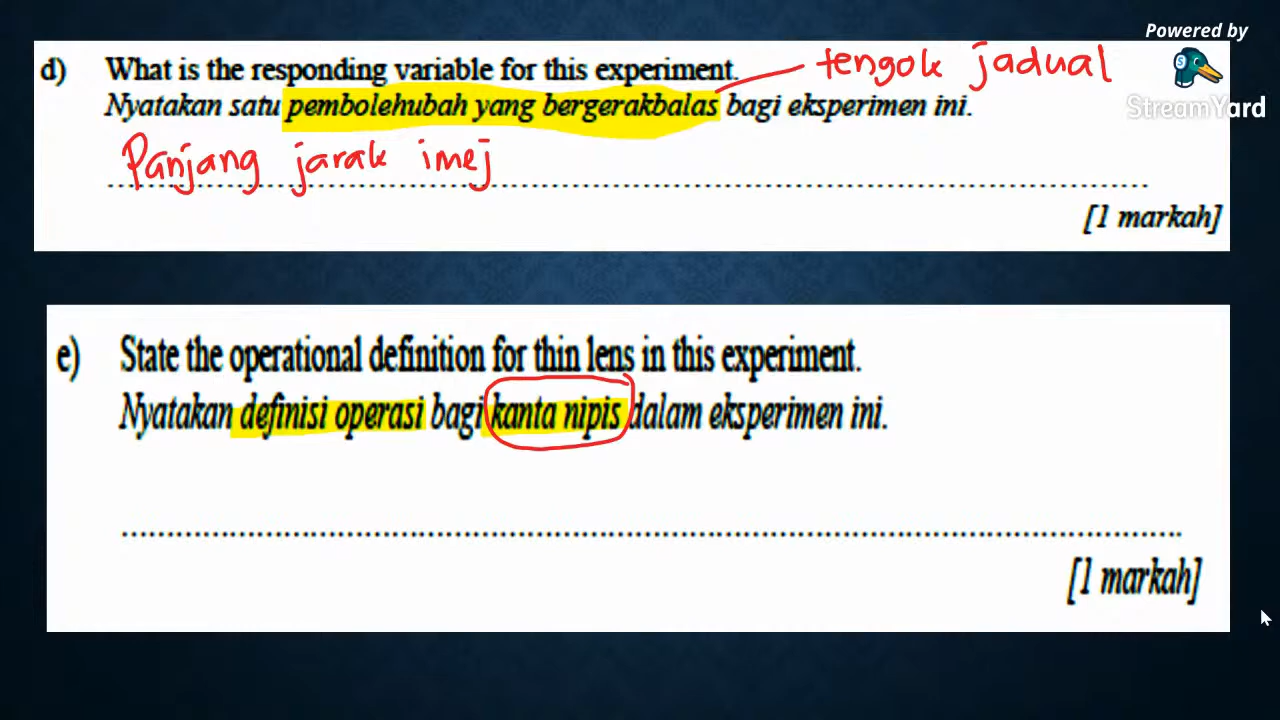 Powered by
StreamYard
d) What is the responding variable for this experiment. tengok jadual
Nyatakan satu pembolehubah yang bergerakbalas bagi eksperimen ini.
Panjang jarak imej
[1 markah]
e) State the operational definition for thin lens in this experiment.
Nyatakan definisi operasi bagi kanta nipis dalam eksperimen ini.
[1 markah]